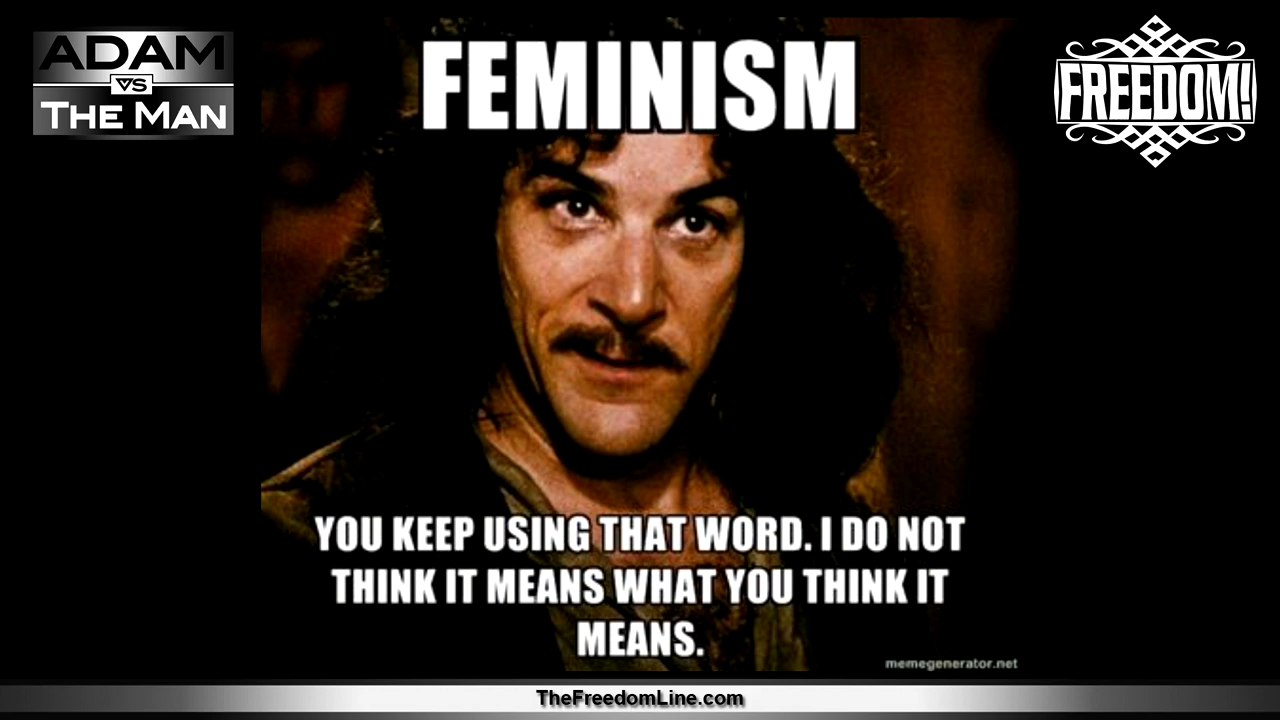 ADAM
VS
THE MAN
FREEDOM!
FEMINISM
YOU KEEP USING THAT WORD. I DO NOT
THINK IT MEANS WHAT YOU THINK IT
MEANS.
memegenerator.net
TheFreedomLine.com